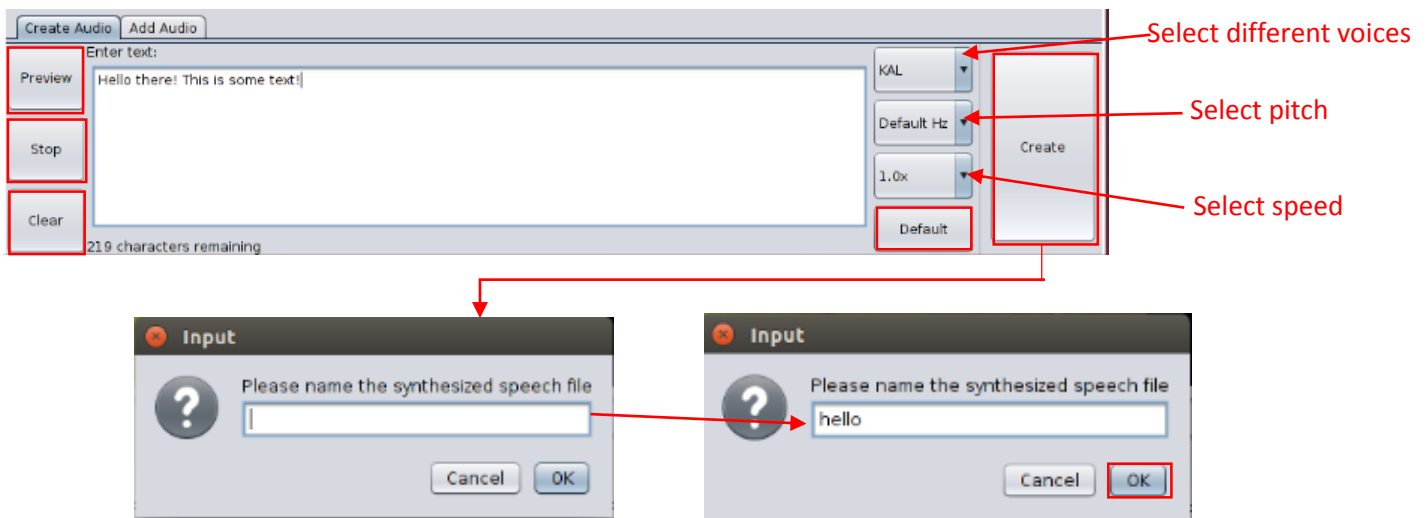 Create Audio Add Audio
Select different voices
Enter text:
Preview
Hello there! This is some text!
KAL
Select pitch
Default Hz
Stop
Create
1.0x
Select speed
Clear
Default
219 characters remaining
Input
Please name the synthesized speech file
Cancel OK
Input
Please name the synthesized speech file
hello
Cancel OK